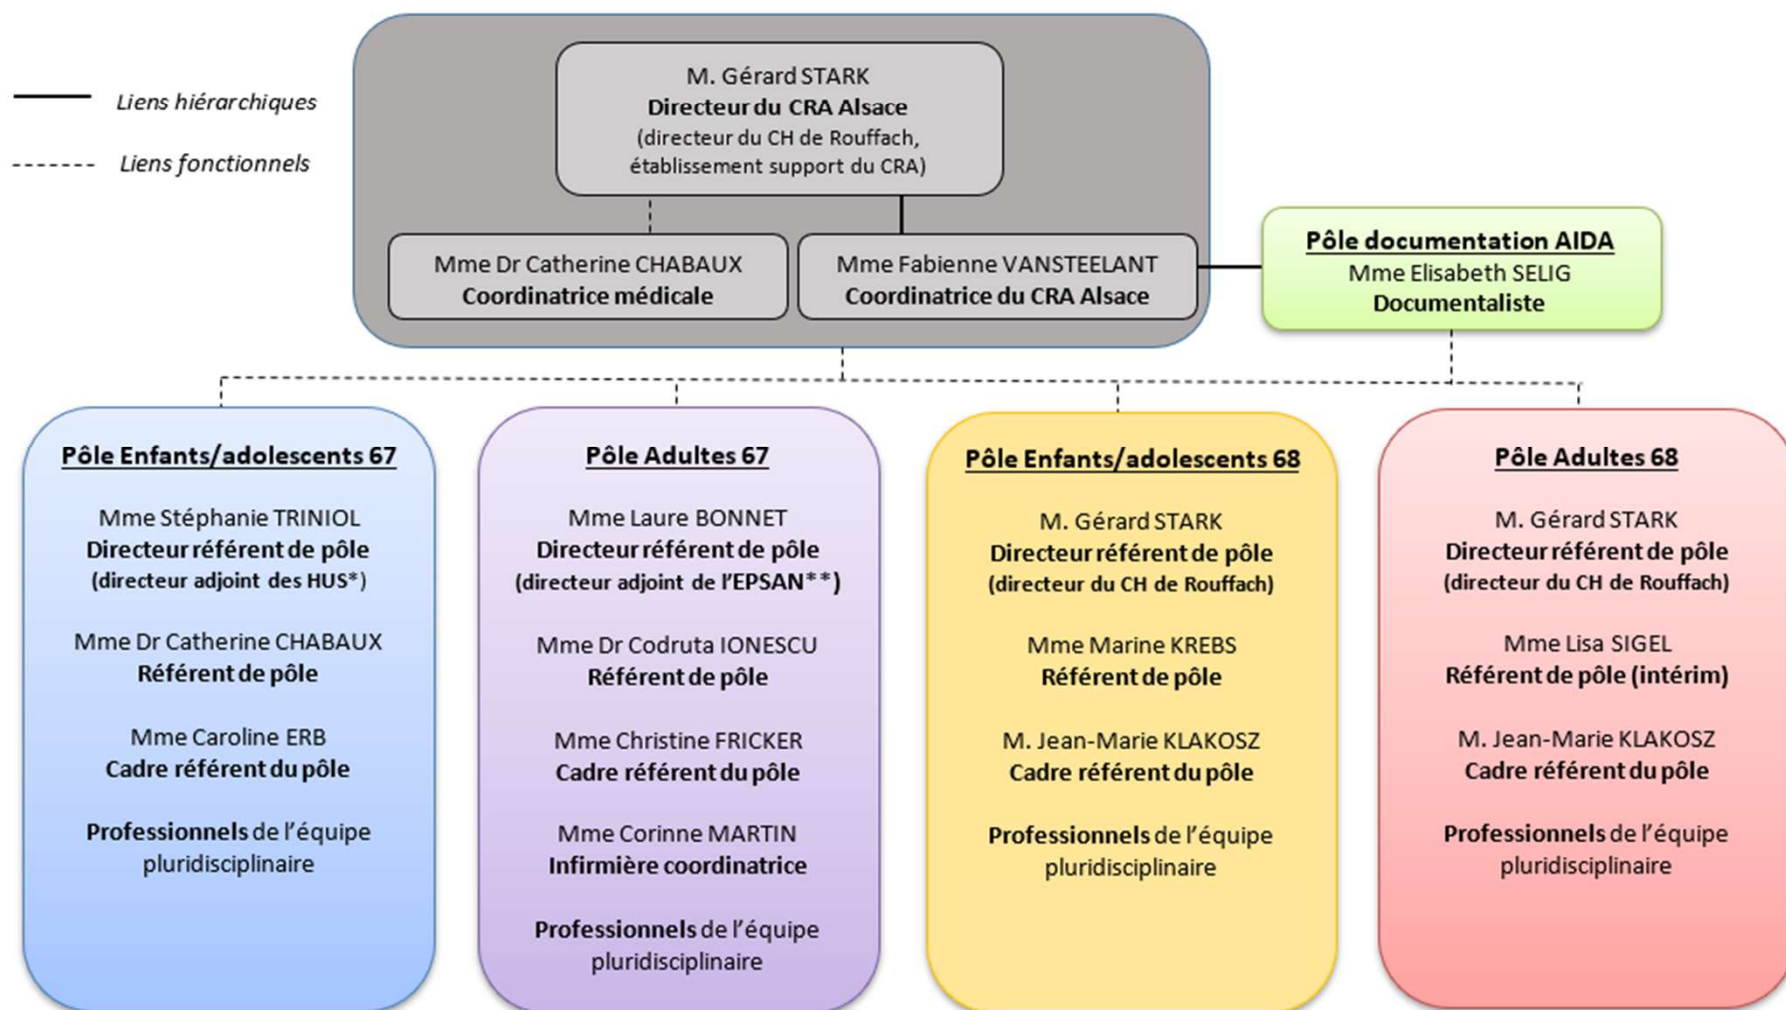 Liens hiérarchiques
Liens fonctionnels
M. Gérard STARK
Directeur du CRA Alsace
(directeur du CH de Rouffach,
établissement support du CRA)
Mme Dr Catherine CHABAUX
Coordinatrice médicale
Mme Fabienne VANSTEELANT
Coordinatrice du CRA Alsace
Pôle documentation AIDA
Mme Elisabeth SELIG
Documentaliste
Pôle Enfants/adolescents 67
Mme Stéphanie TRINIOL
Directeur référent de pôle
(directeur adjoint des HUS*)
Mme Dr Catherine CHABAUX
Référent de pôle
Mme Caroline ERB
Cadre référent du pôle
Professionnels de l’équipe
pluridisciplinaire
Pôle Adultes 67
Mme Laure BONNET
Directeur référent de pôle
(directeur adjoint de l’EPSAN**)
Mme Dr Codruta IONESCU
Référent de pôle
Mme Christine FRICKER
Cadre référent du pôle
Mme Corinne MARTIN
Infirmière coordinatrice
Professionnels de l’équipe
pluridisciplinaire
Pôle Enfants/adolescents 68
M. Gérard STARK
Directeur référent de pôle
(directeur du CH de Rouffach)
Mme Marine KREBS
Référent de pôle
M. Jean-Marie KLAKOSZ
Cadre référent du pôle
Professionnels de l’équipe
pluridisciplinaire
Pôle Adultes 68
M. Gérard STARK
Directeur référent de pôle
(directeur du CH de Rouffach)
Mme Lisa SIGEL
Référent de pôle (intérim)
M. Jean-Marie KLAKOSZ
Cadre référent du pôle
Professionnels de l’équipe
pluridisciplinaire